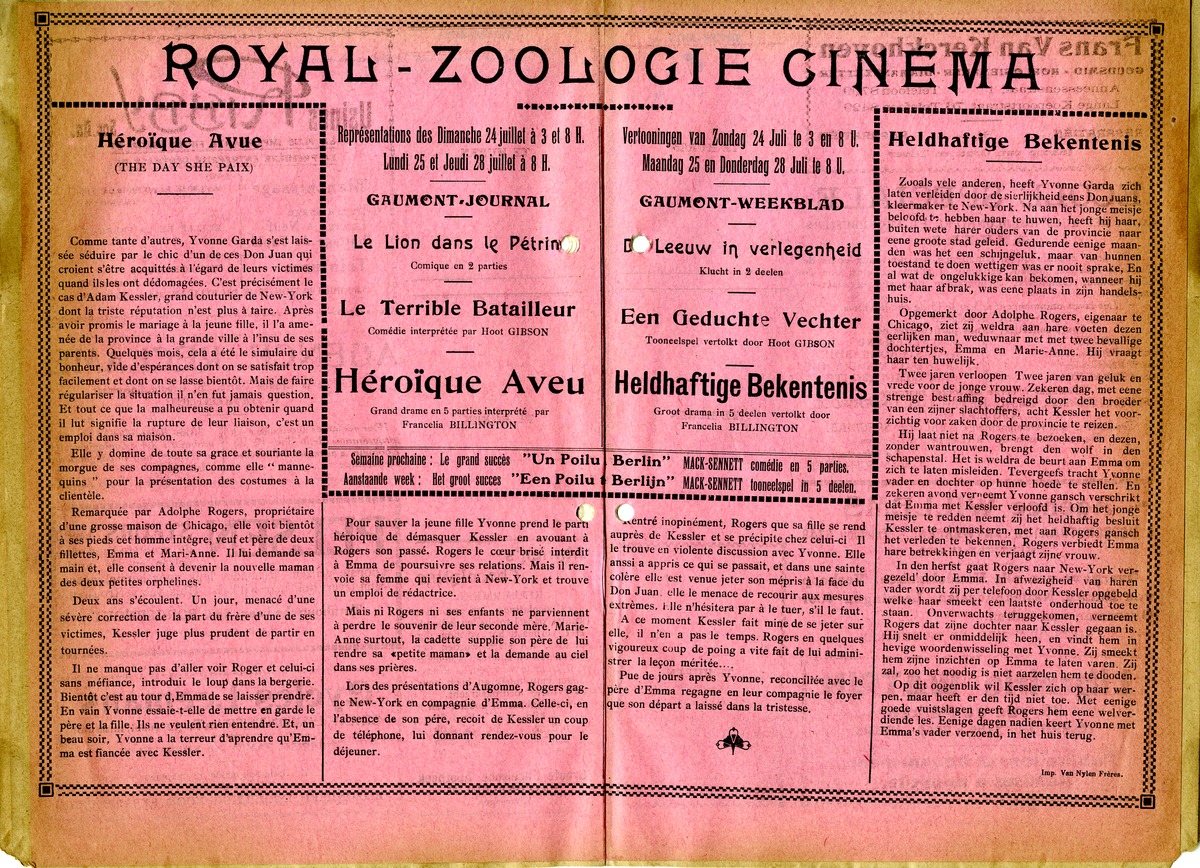 ROYAL - ZOOLOGIE CINÉMA
Héroïque Avue
(THE DAY SHE PAIX)
Comme tante d'autres, Yvonne Garda s'est lais-
sée séduire par le chic d'un de ces Don Juan qui
croient s'être acquittés à l'égard de leurs victimes
quand ils les ont dédomagées. C'est précisément le
cas d'Adam Kessler, grand couturier de New-York
dont la triste réputation n'est plus à taire. Après
avoir promis le mariage à la jeune fille, il l'a ame-
née de la province à la grande ville à l'insu de ses
parents. Quelques mois, cela a été le simulaire du
bonheur, vide d'espérances dont on se satisfait trop
facilement et dont on se lasse bientôt. Mais de faire
régulariser la situation il n'en fut jamais question.
Et tout ce que la malheureuse a pu obtenir quand
il lut signifie la rupture de leur liaison, c'est un
emploi dans sa maison.
Elle y domine de toute sa grace et souriante la
morgue de ses compagnes, comme elle " manne-
quins " pour la présentation des costumes à la
clientèle.
Remarquée par Adolphe Rogers, propriétaire
d'une grosse maison de Chicago, elle voit bientôt
à ses pieds cet homme intègre, veuf et père de deux
fillettes, Emma et Mari-Anne. Il lui demande sa
main et, elle consent à devenir la nouvelle maman
des deux petites orphelines.
Deux ans s'écoulent. Un jour, menacé d'une
sévère correction de la part du frère d'une de ses
victimes, Kessler juge plus prudent de partir en
tournées.
Il ne manque pas d'aller voir Roger et celui-ci
sans méfiance, introduit le loup dans la bergerie.
Bientôt c'est au tour d,Emma de se laisser prendre.
En vain Yvonne essaie-t-elle de mettre en garde le
père et la fille. Ils ne veulent rien entendre. Et, un
beau soir, Yvonne a la terreur d'aprendre qu'Em-
ma est fiancée avec Kessler.
Représentations des Dimanche 24 juillet à 3 et 8 H.
Lundi 25 et Jeudi 28 juillet à 8 H.
GAUMONT-JOURNAL
Le Lion dans le Pétrin
Comique en 2 parties
Le Terrible Batailleur
Comédie interprétée par Hoot GIBSON
Héroïque Aveu
Grand drame en 5 parties interprété par
Francelia BILLINGTON
Vertooningen van Zondag 24 Juli te 3 en 8 U.
Maandag 25 en Donderdag 28 Juli te 8 U.
GAUMONT-WEEKBLAD
Leeuw in verlegenheid
Klucht in 2 deelen
Een Geduchte Vechter
Tooneelspel vertolkt door Hoot GIBSON
Heldhaftige Bekentenis
Groot drama in 5 deelen vertolkt door
Francelia BILLINGTON
Semaine prochaine : Le grand succès "Un Poilu Berlin" MACK-SENNETT comédie en 5 parties.
Aanstaande week : Het groot succes "Een Poilu Berlijn" MACK-SENNETT tooneelspel in 5 deelen.
Pour sauver la jeune fille Yvonne prend le parti
héroique de démasquer Kessler en avouant à
Rogers son passé. Rogers le cœur brisé interdit
à Emma de poursuivre ses relations. Mais il ren-
voie sa femme qui revient à New-York et trouve
un emploi de rédactrice.
Mais ni Rogers ni ses enfants ne parviennent
à perdre le souvenir de leur seconde mère. Marie-
Anne surtout, la cadette supplie son père de lui
rendre sa «petite maman» et la demande au ciel
dans ses prières.
Lors des présentations d'Augomne, Rogers gag-
ne New-York en compagnie d'Emma. Celle-ci, en
l'absence de son père, recoit de Kessler un coup
de téléphone, lui donnant rendez-vous pour le
déjeuner.
Rentré inopinément, Rogers que sa fille se rend
auprès de Kessler et se précipite chez celui-ci Il
le trouve en violente discussion avec Yvonne. Elle
anssi a appris ce qui se passait, et dans une sainte
colère elle est venue jeter son mépris à la face du
Don Juan. elle le menace de recourir aux mesures
extrêmes. Elle n'hésitera par à le tuer, s'il le faut.
A ce moment Kessler fait mine de se jeter sur
elle, il n'en a pas le temps. Rogers en quelques
vigoureux coup de poing a vite fait de lui admini-
strer la leçon méritée....
Pue de jours après Yvonne, reconciliée avec le
père d'Emma regagne en leur compagnie le foyer
que son départ a laissé dans la tristesse.
Heldhaftige Bekentenis
Zooals vele anderen, heeft Yvonne Garda zich
laten verleiden door de sierlijkheid eens Don Juans,
kleermaker te New-York. Na aan het jonge meisje
beloofd te hebben haar te huwen, heeft hij haar,
buiten wete harer ouders van de provincie naar
eene groote stad geleid. Gedurende eenige maan-
den was het een schijngeluk, maar van hunnen
toestand te doen wettigen was er nooit sprake, En
al wat de ongelukkige kan bekomen, wanneer hij
met haar afbrak, was eene plaats in zijn handels-
huis.
Opgemerkt door Adolphe Rogers, eigenaar te
Chicago, ziet zij weldra aan hare voeten dezen
eerlijken man, weduwnaar met met twee bevallige
dochtertjes, Emma en Marie-Anne. Hij vraagt
haar ten huwelijk.
Twee jaren verloopen Twee jaren van geluk en
vrede voor de jonge vrouw. Zekeren dag, met eene
strenge bestraffing bedreigd door den broeder
van een zijner slachtoffers, acht Kessler het voor-
zichtig voor zaken door de provincie te reizen.
Hij laat niet na Rogers te bezoeken, en dezen,
zonder wantrouwen, brengt den wolf in den
schapenstal. Het is weldra de beurt aan Emma om
zich te laten misleiden. Tevergeefs tracht Yvonne
vader en dochter op hunne hoede te stellen. En
zekeren avond verneemt Yvonne gansch verschrikt
dat Emma met Kessler verloofd is. Om het jonge
meisje te redden neemt zij het heldhaftig besluit
Kessler te ontmaskeren, met aan Rogers gansch
het verleden te bekennen, Rogers verbiedt Emma
hare betrekkingen en verjaagt zijne vrouw.
In den herfst gaat Rogers naar New-York ver-
gezeld door Emma. In afwezigheid van haren
vader wordt zij per telefoon door Kessler opgebeld
welke haar smeekt een laatste onderhoud toe te
staan. Onverwachts teruggekomen, verneemt
Rogers dat zijne dochter naar Kessler gegaan is.
Hij snelt er onmiddelijk heen, en vindt hem in
hevige woordenwisseling met Yvonne. Zij smeekt
hem zijne inzichten op Emma te laten varen. Zij
zal, zoo het noodig is niet aarzelen hem te dooden.
Op dit oogenblik wil Kessler zich op haar wer-
pen, maar heeft er den tijd niet toe. Met eenige
goede vuistslagen geeft Rogers hem eene welver-
diende les. Eenige dagen nadien keert Yvonne met
Emma's vader verzoend, in het huis terug.
Imp. Van Nylen Frères.